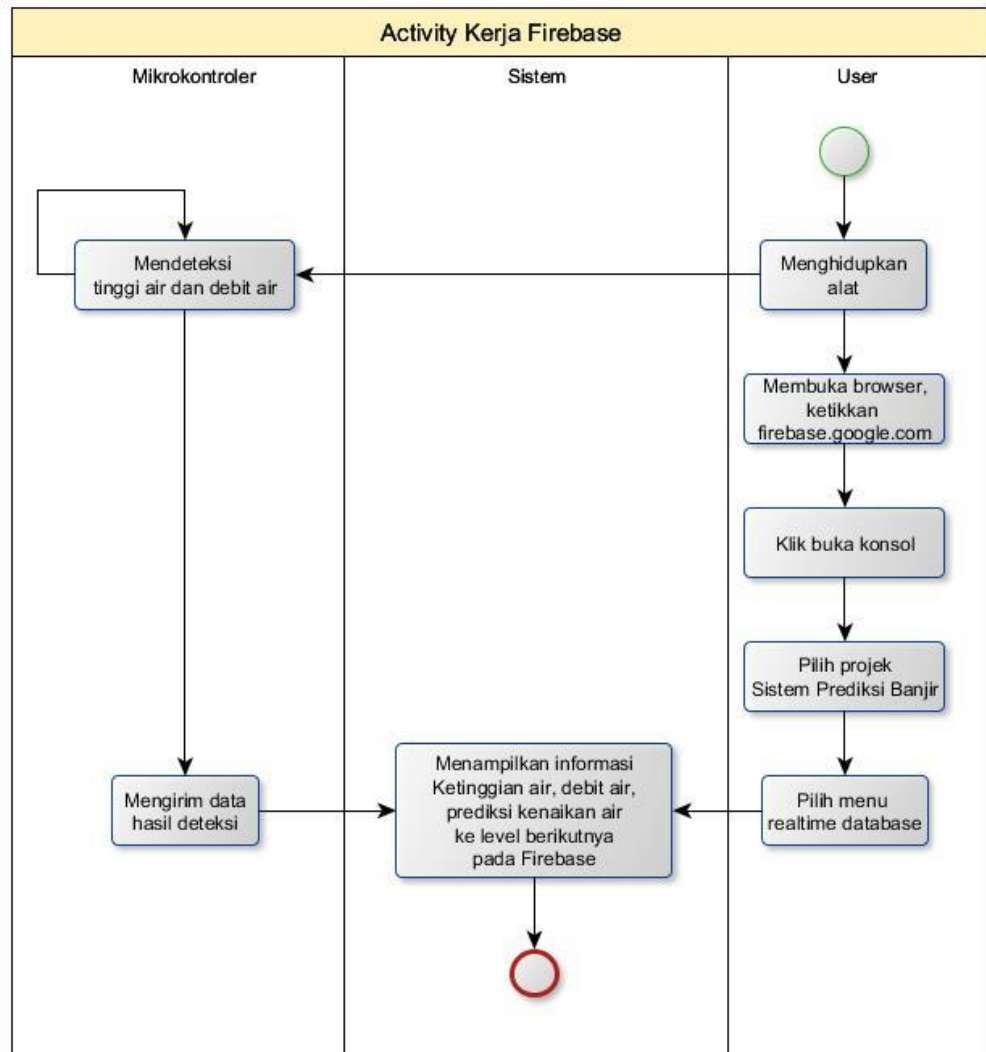 Activity Kerja Firebase
Mikrokontroler
Sistem
User
Mendeteksi
tinggi air dan debit air
Menghidupkan
alat
Membuka browser,
ketikkan
firebase.google.com
Klik buka konsol
Pilih projek
Sistem Prediksi Banjir
Mengirim data
hasil deteksi
Menampilkan informasi
Ketinggian air, debit air,
prediksi kenaikan air
ke level berikutnya
pada Firebase
Pilih menu
realtime database